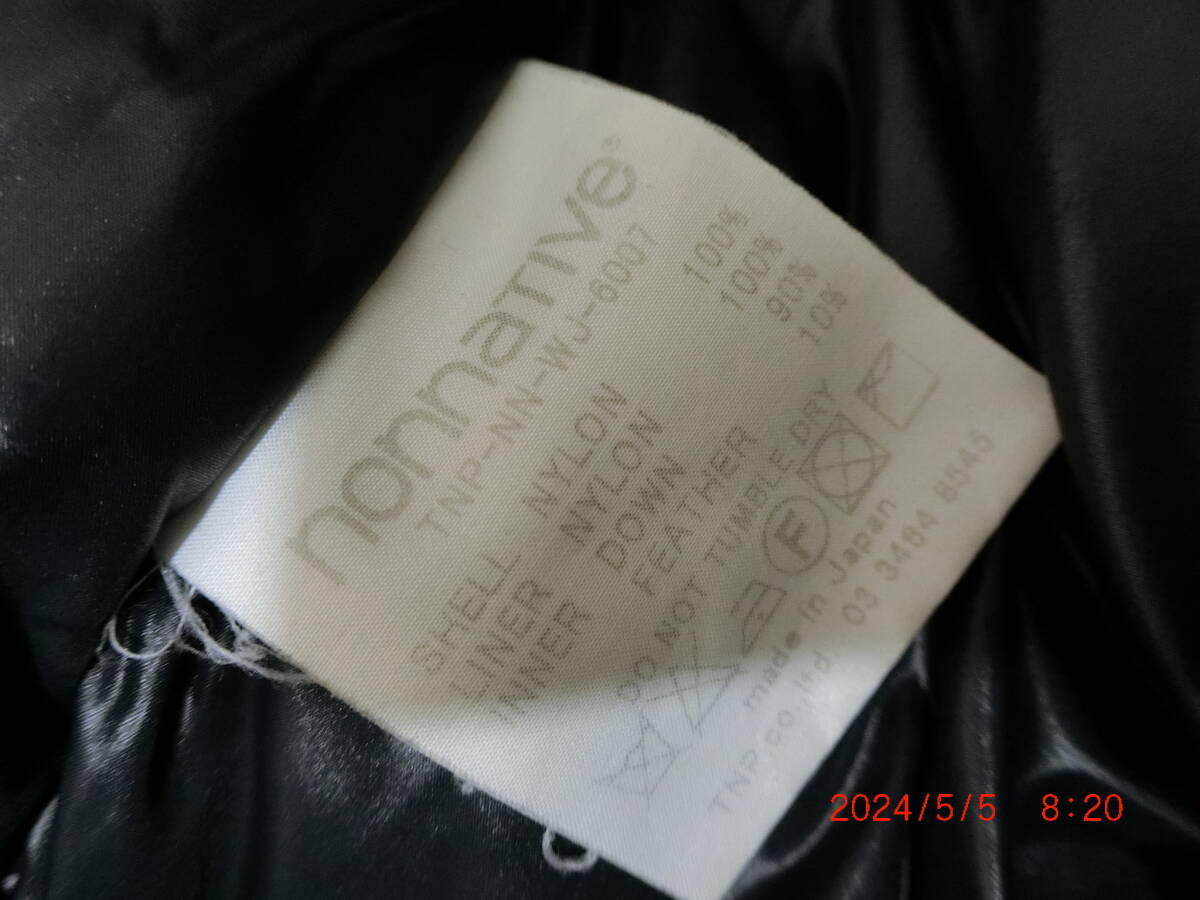 nonnative®
TNP-NN-WJ-6007
SHELL NYLON 100%
LINER NYLON 100%
INNER DOWN 90%
FEATHER 10%
DO NOT TUMBLE DRY
F
made in Japan
TNP co.,ltd. 03 3464 8545
2024/5/5 8:20